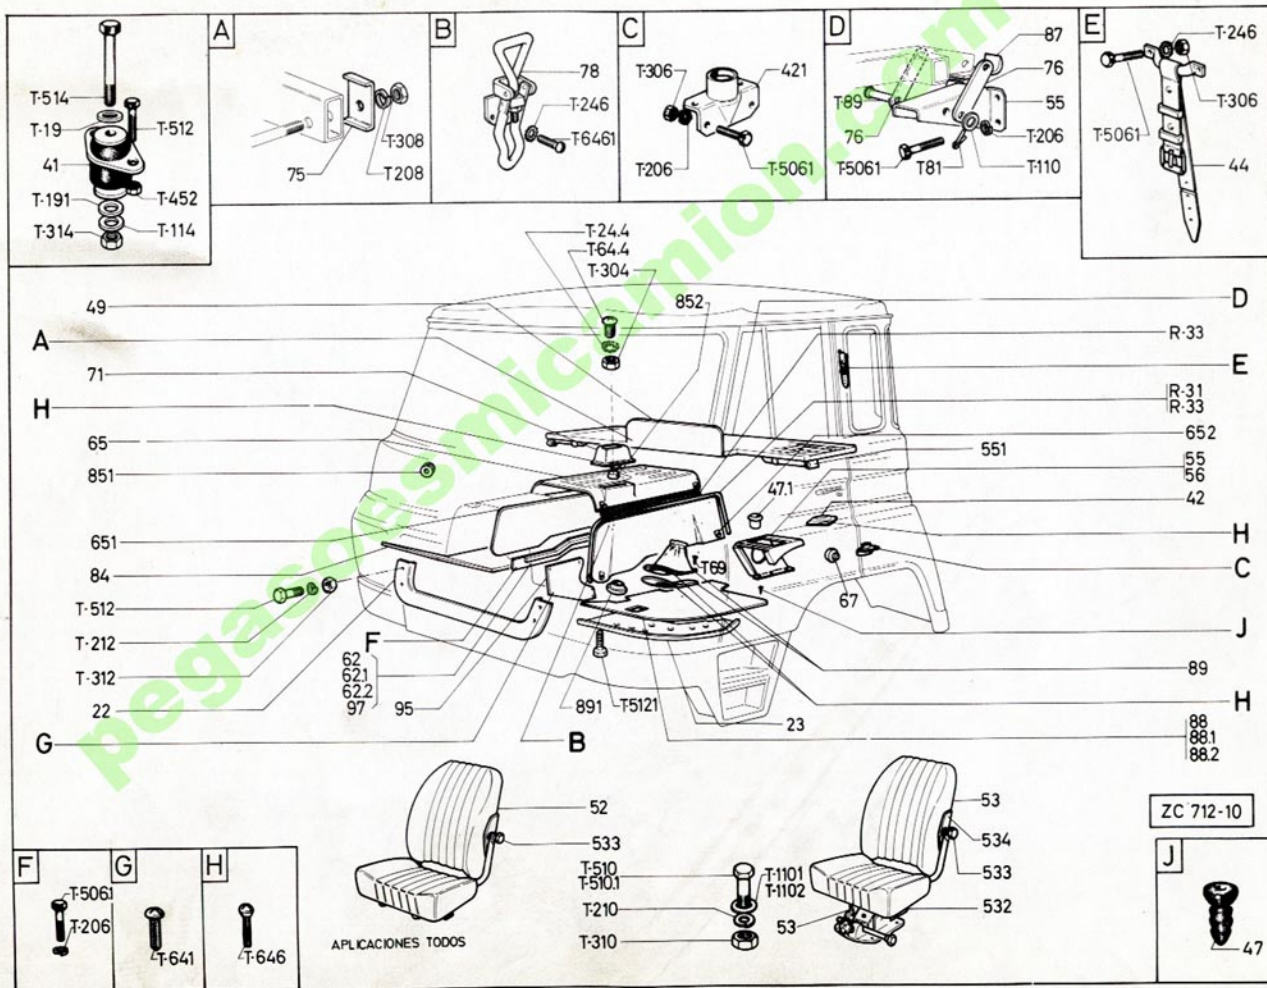 T-514
T-19
T-512
41
T-191
T-452
T-314
T-114
A
75
T-308
T208
B
78
T-246
T-6461
C
T-306
421
T-206
T-5061
D
87
76
T-89
55
76
T-206
T-5061
T81
T-110
E
T-246
T-306
T-5061
44
T-24.4
T-64.4
T-304
49
852
D
A
R-33
71
E
H
R-31
R-33
65
652
551
851
55
56
47.1
42
651
H
84
T69
C
T-512
67
T-212
F
J
62
62.1
62.2
97
T-312
89
22
95
891
T-5121
23
H
G
B
88
88.1
88.2
52
533
APLICACIONES TODOS
53
534
533
532
53
T-510
T-510.1
T-1101
T-1102
T-210
T-310
ZC 712-10
F
T-5061
T-206
G
T-641
H
T-646
J
47
pegasoesmicamion.com